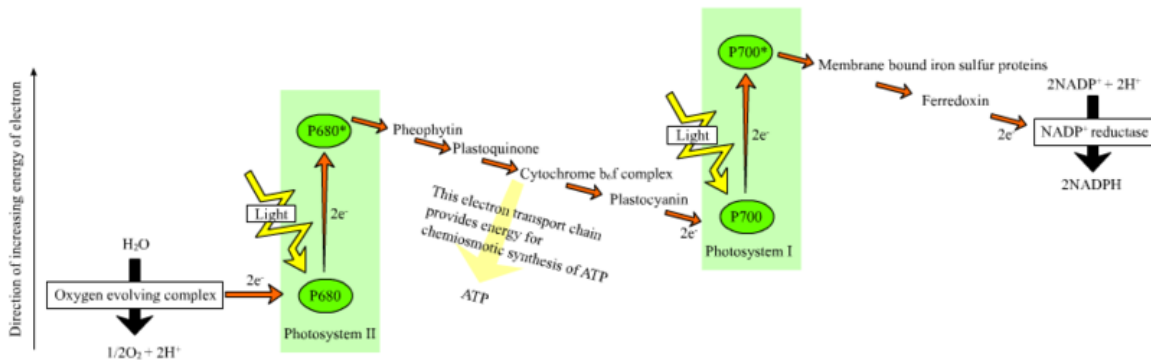 Direction of increasing energy of electron
H₂O
Oxygen evolving complex
1/2O₂ + 2H⁺
2e⁻
Light
P680*
2e⁻
P680
Photosystem II
Pheophytin
Plastoquinone
Cytochrome b₆f complex
Plastocyanin
2e⁻
This electron transport chain
provides energy for
chemiosmotic synthesis of ATP
ATP
P700*
Light
2e⁻
P700
Photosystem I
Membrane bound iron sulfur proteins
Ferredoxin
2e⁻
2NADP⁺ + 2H⁺
NADP⁺ reductase
2NADPH